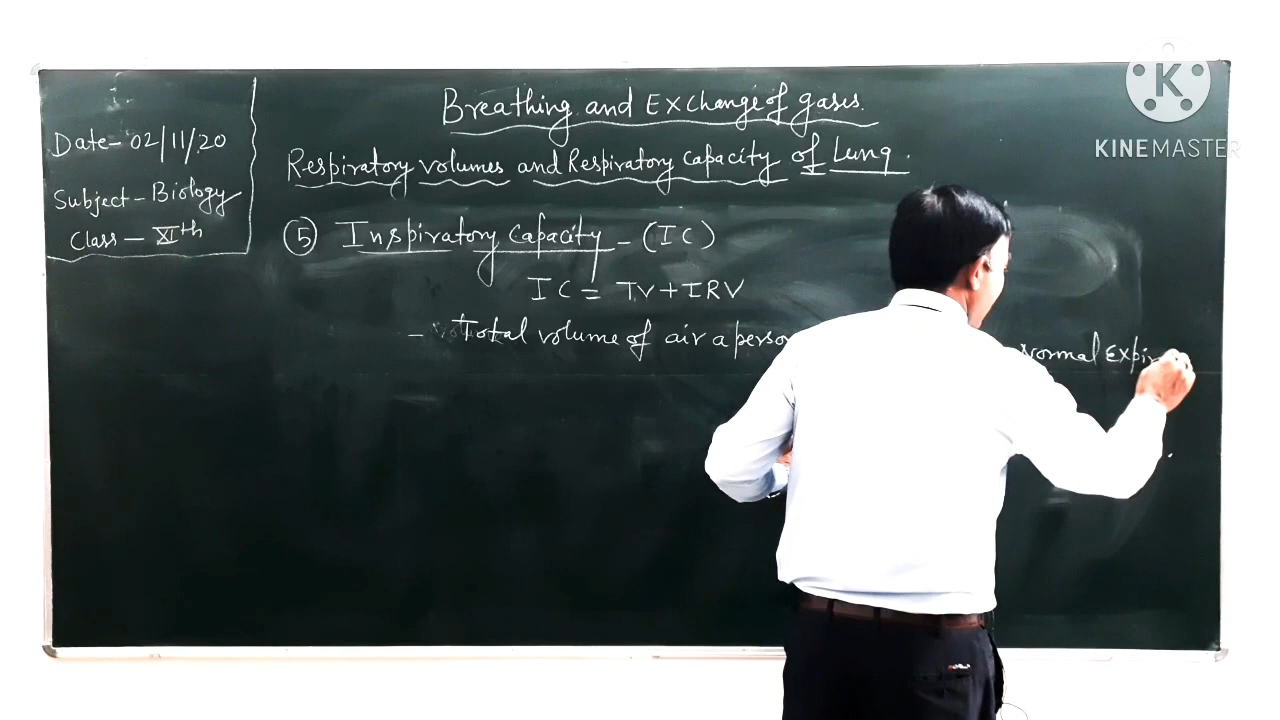 Breathing and Exchange of gases.
Date- 02/11/20
Subject - Biology
Class - XIth
Respiratory volumes and Respiratory capacity of Lung.
⑤ Inspiratory capacity - (IC)
IC = TV + IRV
- Total volume of air a person
Normal Expir
KINEMASTER